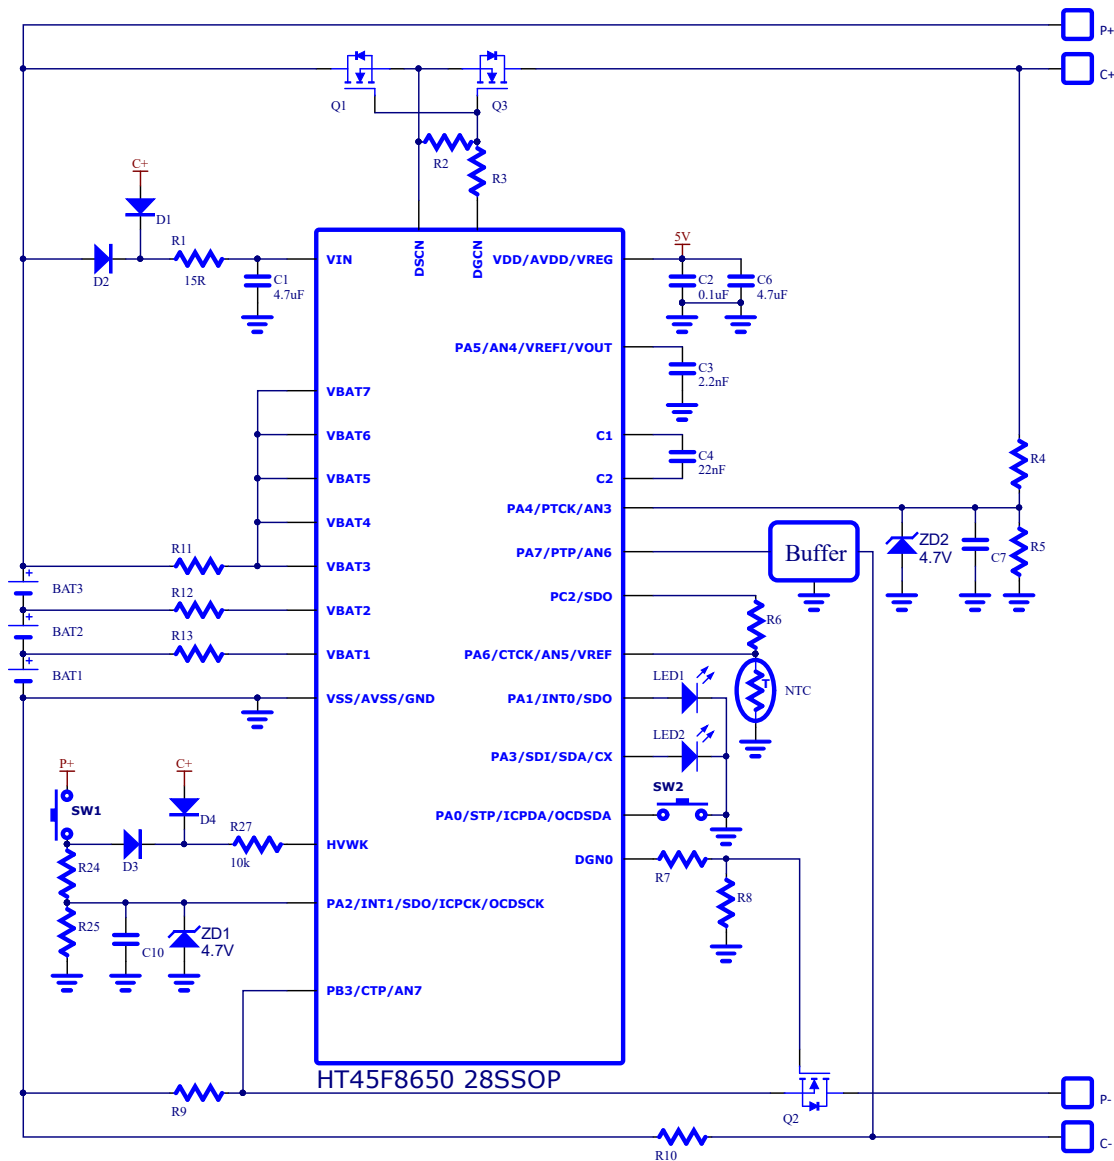 P+
C+
Q1
Q3
R2
R3
C+
D1
D2
R1
15R
C1
4.7uF
VIN
DSCN
DGCN
VDD/AVDD/VREG
5V
C2
0.1uF
C6
4.7uF
PA5/AN4/VREFI/VOUT
C3
2.2nF
VBAT7
VBAT6
C1
C4
22nF
R4
VBAT5
C2
PA4/PTCK/AN3
VBAT4
ZD2
4.7V
C7
R5
R11
VBAT3
PA7/PTP/AN6
Buffer
+
BAT3
R12
VBAT2
PC2/SDO
R6
+
BAT2
R13
VBAT1
PA6/CTCK/AN5/VREF
+
BAT1
LED1
T
NTC
VSS/AVSS/GND
PA1/INT0/SDO
LED2
PA3/SDI/SDA/CX
P+
C+
SW1
D4
SW2
PA0/STP/ICPDA/OCDSDA
R27
10k
HVWK
D3
R24
DGN0
R7
R8
PA2/INT1/SDO/ICPCK/OCDSCK
R25
C10
ZD1
4.7V
PB3/CTP/AN7
HT45F8650 28SSOP
R9
Q2
P-
R10
C-